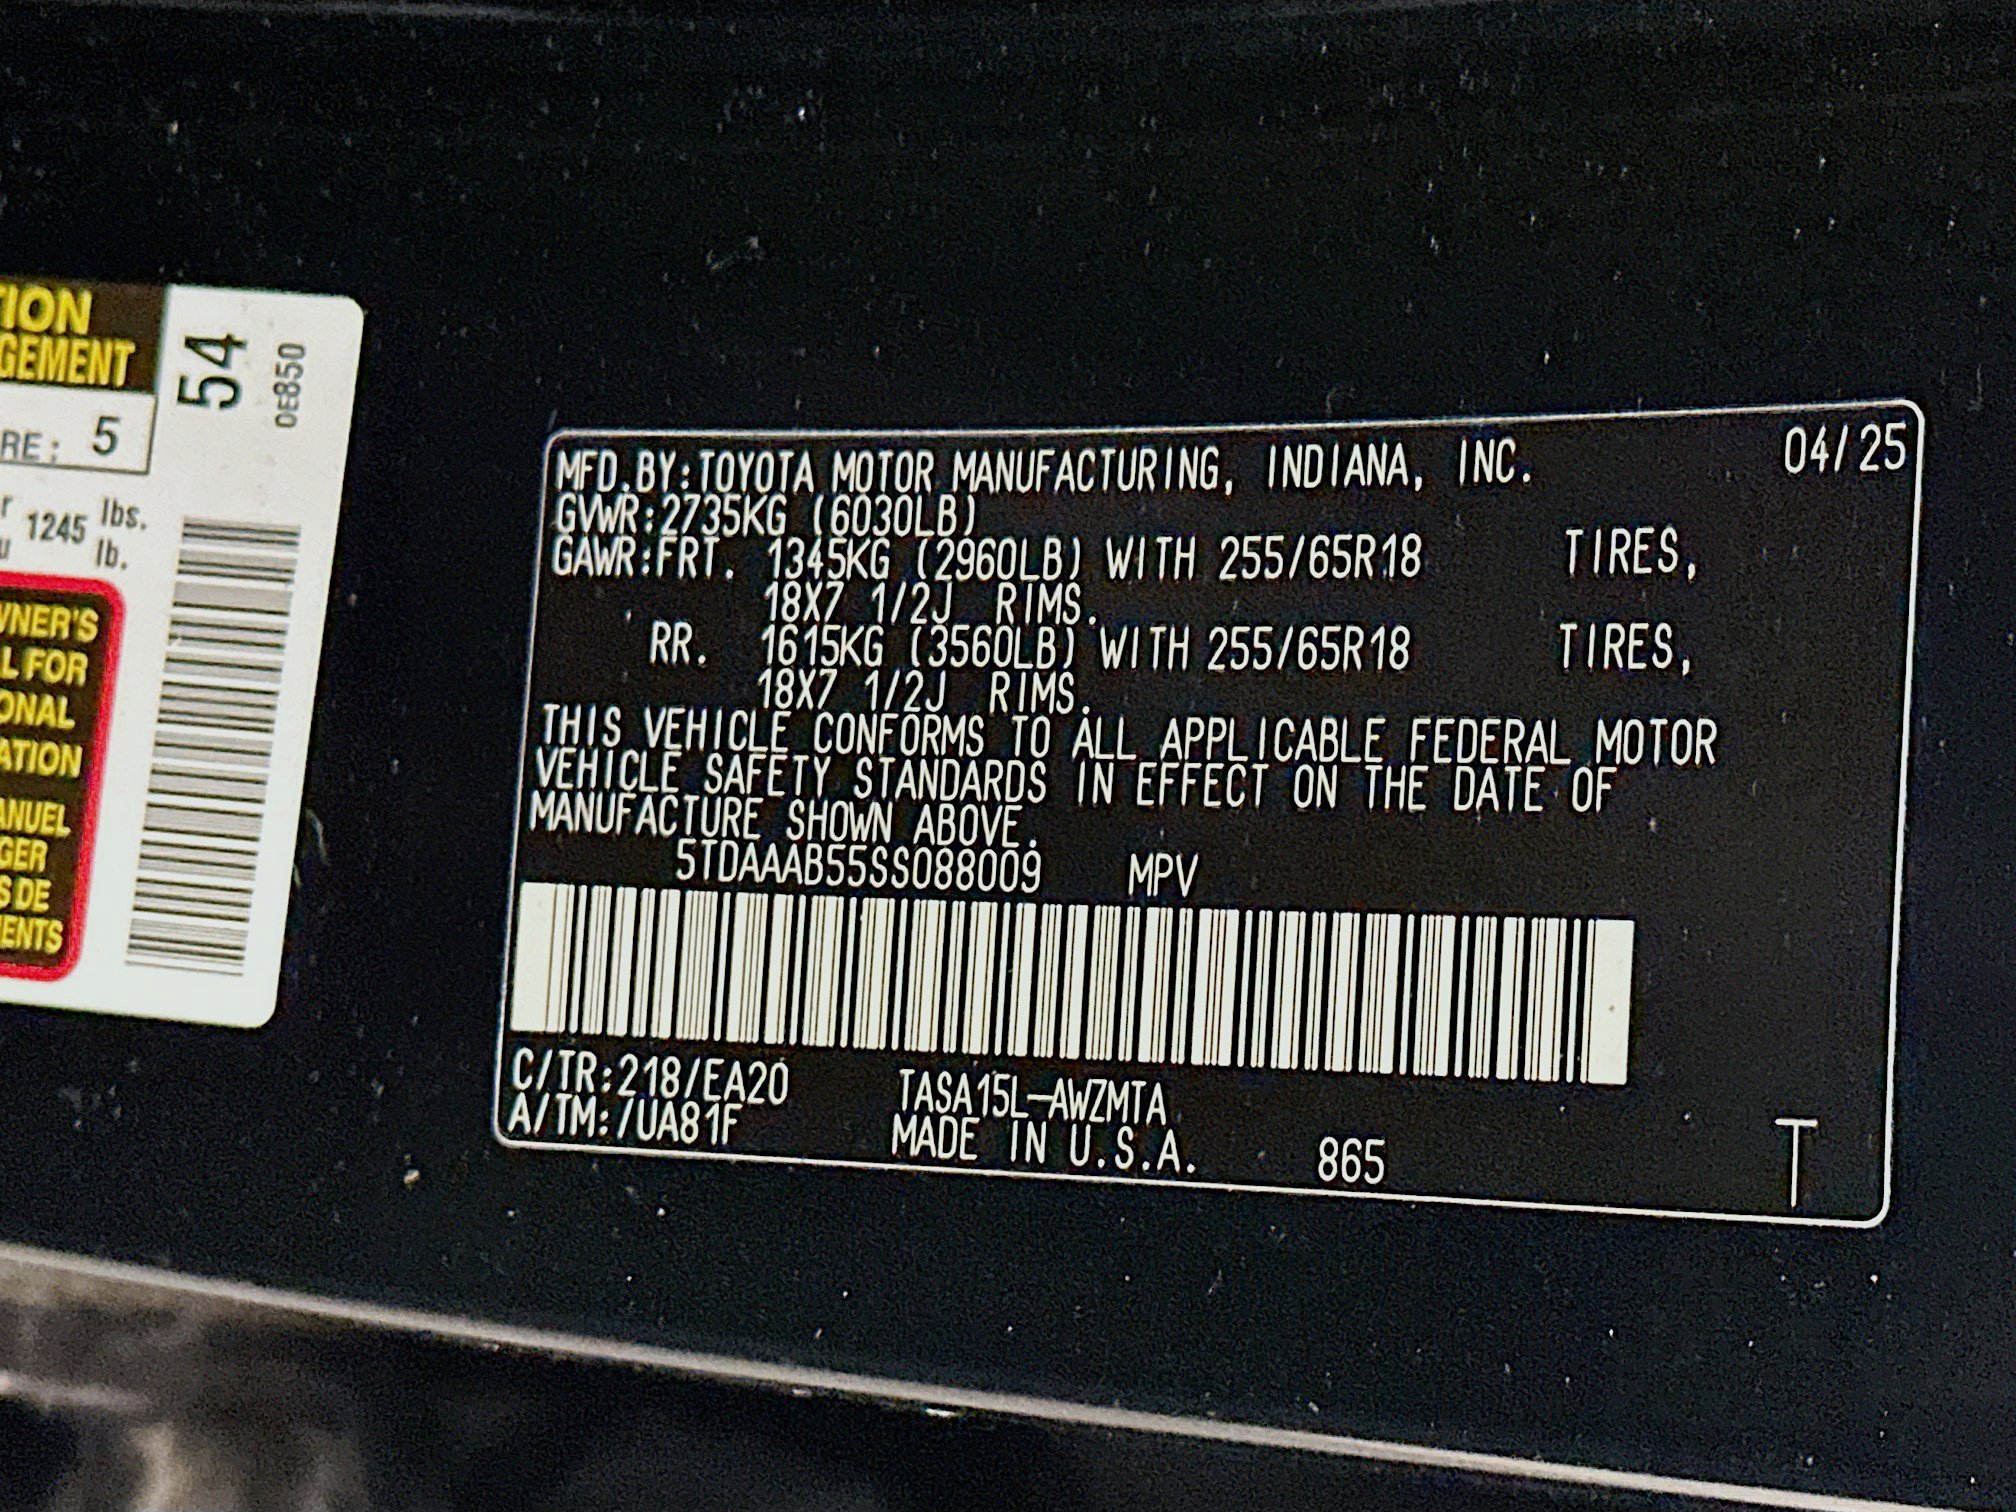 TION
GEMENT
54
0E850
RE: 5
r 1245 lbs.
u lb.
WNER'S
L FOR
ONAL
ATION
ANUEL
GER
S DE
ENTS
MFD.BY:TOYOTA MOTOR MANUFACTURING, INDIANA, INC. 04/25
GVWR:2735KG (6030LB)
GAWR:FRT. 1345KG (2960LB) WITH 255/65R18 TIRES,
18X7 1/2J RIMS.
RR. 1615KG (3560LB) WITH 255/65R18 TIRES,
18X7 1/2J RIMS.
THIS VEHICLE CONFORMS TO ALL APPLICABLE FEDERAL MOTOR
VEHICLE SAFETY STANDARDS IN EFFECT ON THE DATE OF
MANUFACTURE SHOWN ABOVE.
5TDAAAB55SS088009 MPV
C/TR:218/EA20 TASA15L-AWZMTA
A/TM:/UA81F MADE IN U.S.A. 865 T